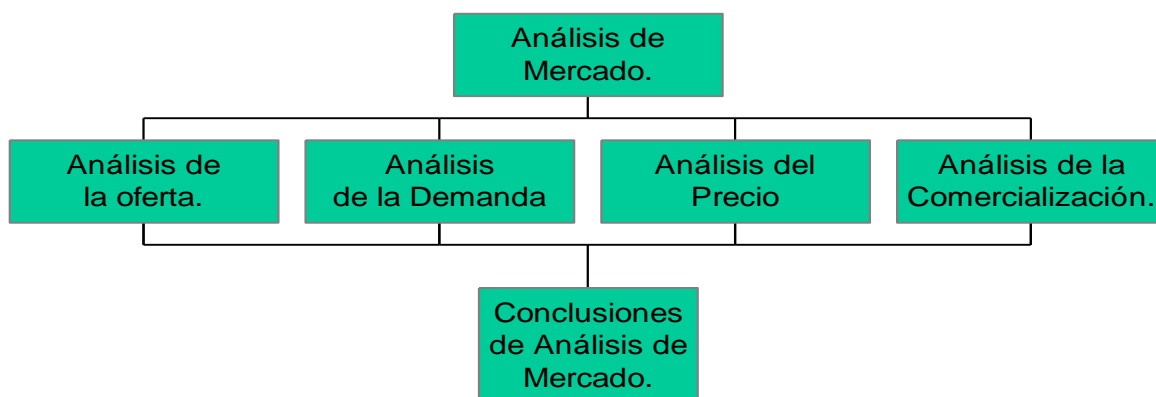 Análisis de
Mercado.
Análisis de
la oferta.
Análisis
de la Demanda
Análisis del
Precio
Análisis de la
Comercialización.
Conclusiones
de Análisis de
Mercado.